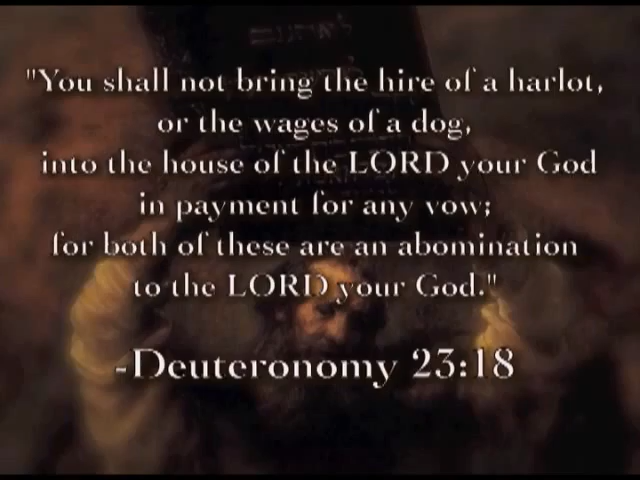 "You shall not bring the hire of a harlot,
or the wages of a dog,
into the house of the LORD your God
in payment for any vow;
for both of these are an abomination
to the LORD your God."
-Deuteronomy 23:18